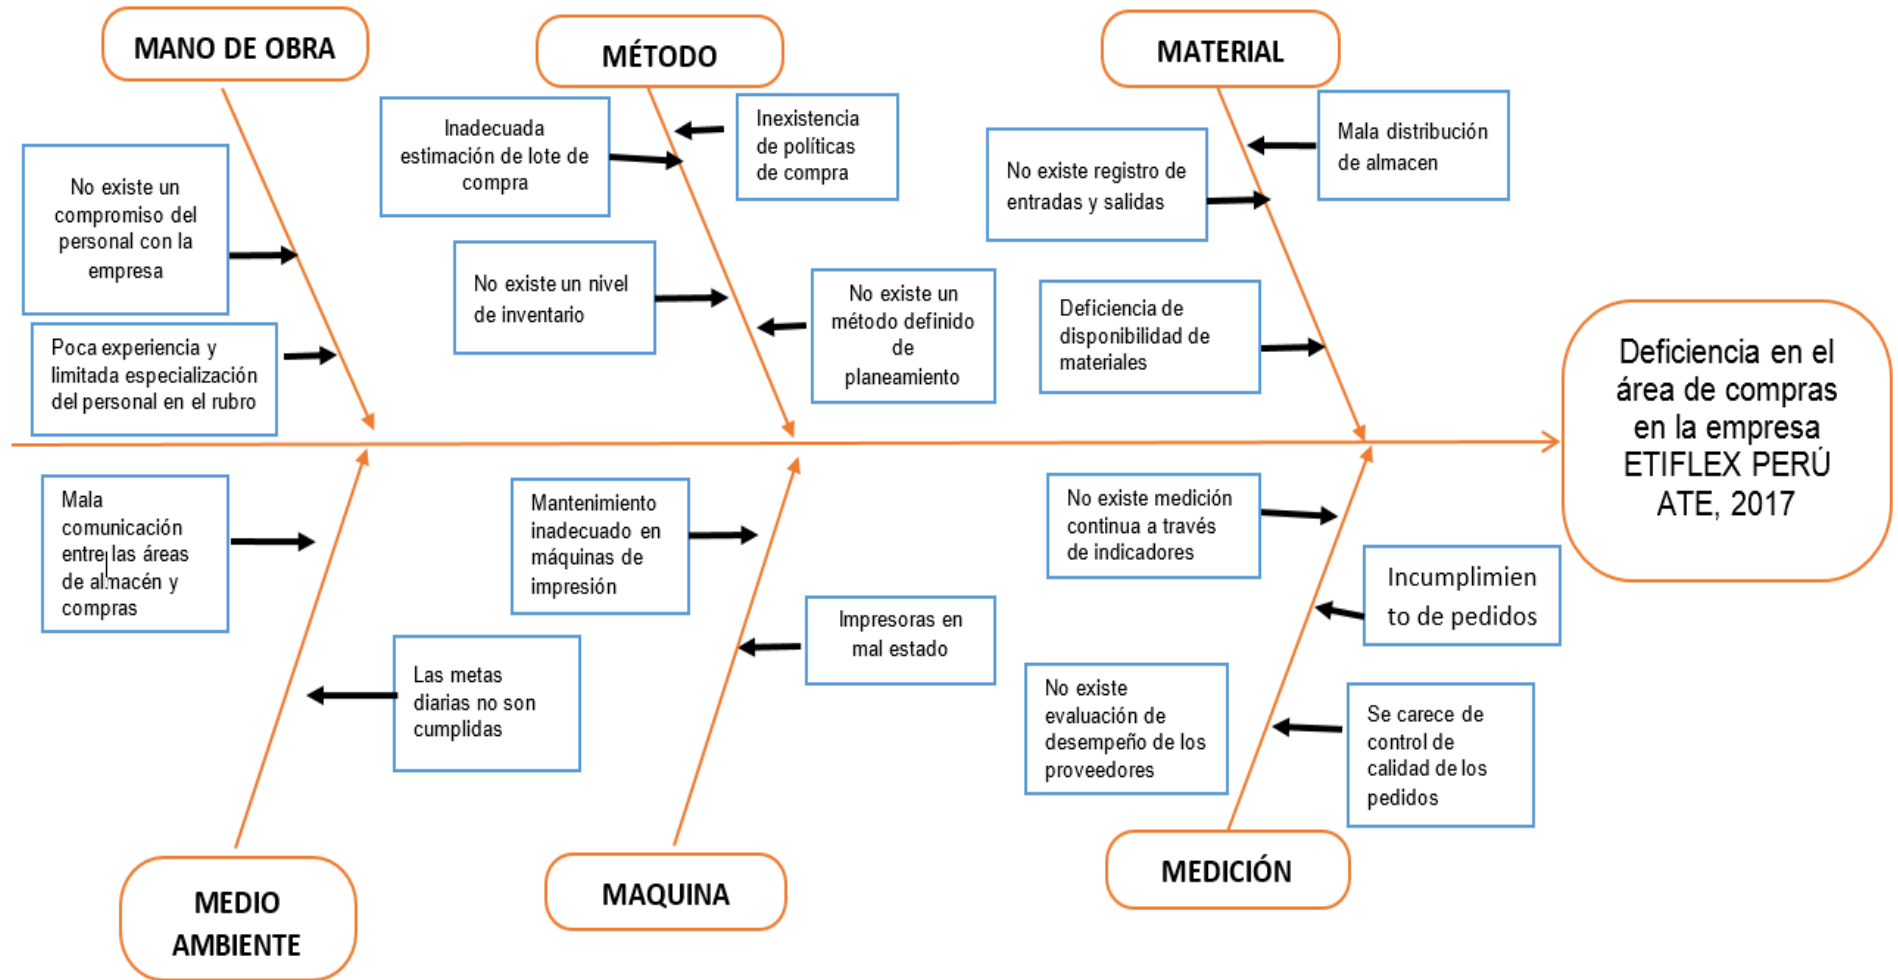 MANO DE OBRA
MÉTODO
MATERIAL
No existe un
compromiso del
personal con la
empresa
Poca experiencia y
limitada especialización
del personal en el rubro
Inadecuada
estimación de lote de
compra
Inexistencia
de políticas
de compra
No existe un nivel
de inventario
No existe un
método definido
de
planeamiento
No existe registro de
entradas y salidas
Mala distribución
de almacen
Deficiencia de
disponibilidad de
materiales
Deficiencia en el
área de compras
en la empresa
ETIFLEX PERÚ
ATE, 2017
Mala
comunicación
entre las áreas
de almacén y
compras
Las metas
diarias no son
cumplidas
Mantenimiento
inadecuado en
máquinas de
impresión
Impresoras en
mal estado
No existe medición
continua a través
de indicadores
Incumplimien
to de pedidos
No existe
evaluación de
desempeño de los
proveedores
Se carece de
control de
calidad de los
pedidos
MEDIO
AMBIENTE
MAQUINA
MEDICIÓN